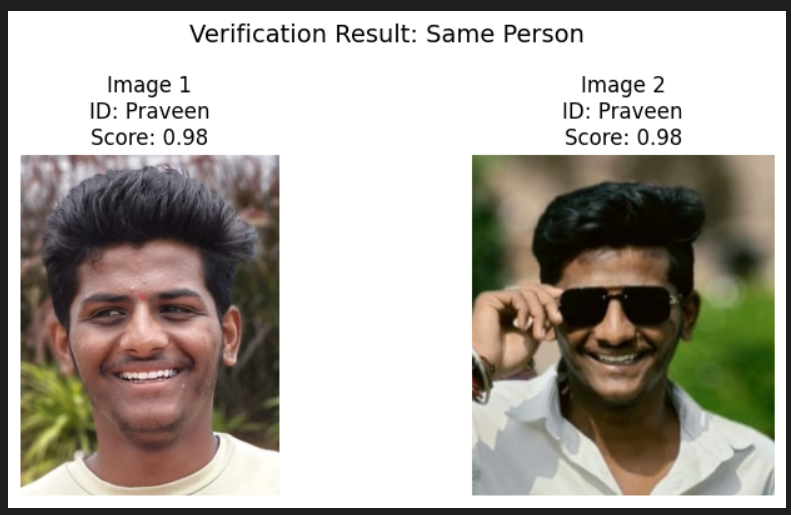 Verification Result: Same Person
Image 1
ID: Praveen
Score: 0.98
Image 2
ID: Praveen
Score: 0.98